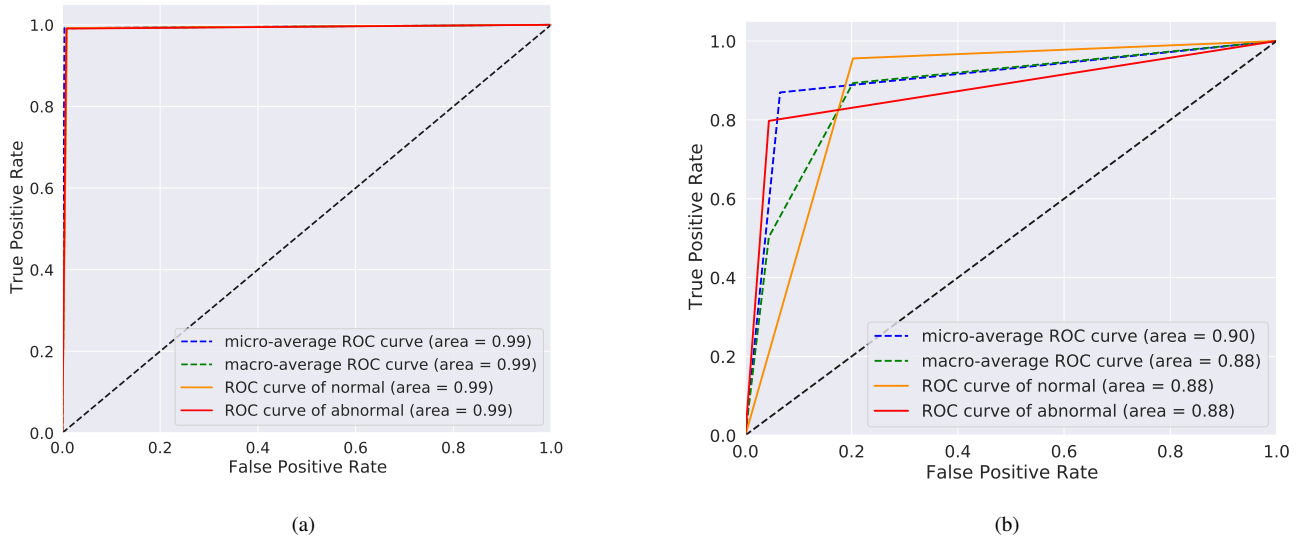 1.0
0.8
0.6
0.4
0.2
0.0
True Positive Rate
micro-average ROC curve (area = 0.99)
macro-average ROC curve (area = 0.99)
ROC curve of normal (area = 0.99)
ROC curve of abnormal (area = 0.99)
0.0 0.2 0.4 0.6 0.8 1.0
False Positive Rate
(a)
1.0
0.8
0.6
0.4
0.2
0.0
True Positive Rate
micro-average ROC curve (area = 0.90)
macro-average ROC curve (area = 0.88)
ROC curve of normal (area = 0.88)
ROC curve of abnormal (area = 0.88)
0.0 0.2 0.4 0.6 0.8 1.0
False Positive Rate
(b)